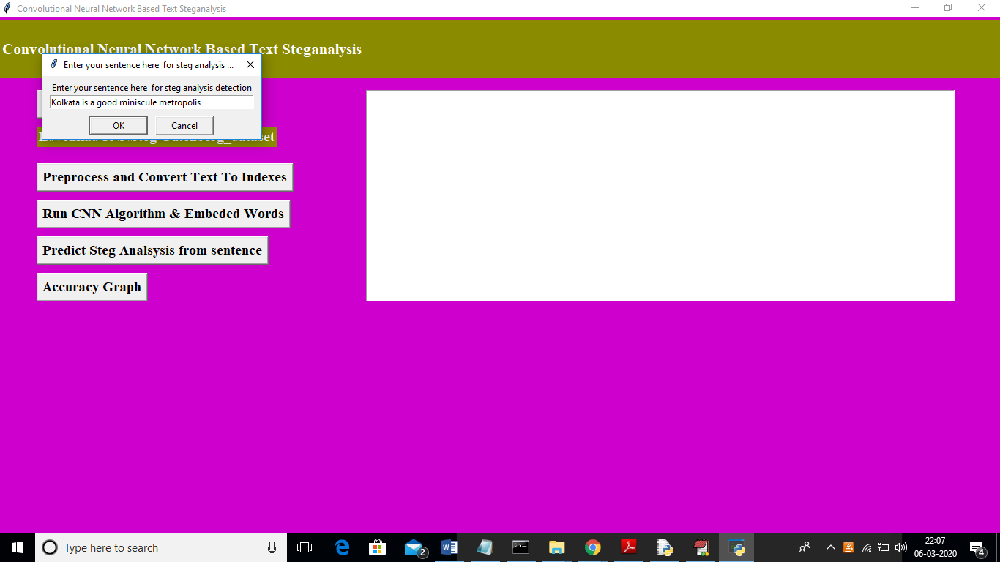 Convolutional Neural Network Based Text Steganalysis
Convolutional Neural Network Based Text Steganalysis
Enter your sentence here for steg analysis ...
Enter your sentence here for steg analysis detection
Kolkata is a good miniscule metropolis
OK Cancel
Preprocess and Convert Text To Indexes
Run CNN Algorithm & Embeded Words
Predict Steg Analsysis from sentence
Accuracy Graph
Type here to search
2
22:07
06-03-2020
4